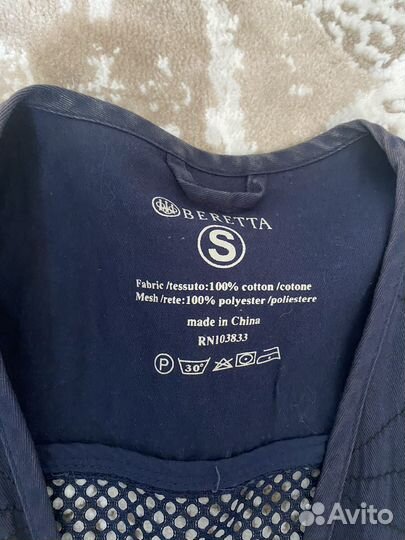 BERETTA
S
Fabric /tessuto:100% cotton /cotone
Mesh /rete:100% polyester /poliestere
made in China
RN103833
P 30°
Avito